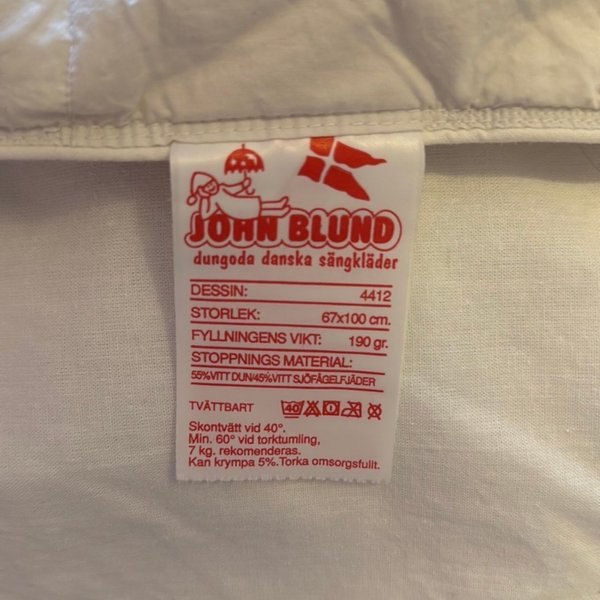 JOHN BLUND
dungoda danska sängkläder
DESSIN: 4412
STORLEK: 67x100 cm.
FYLLNINGENS VIKT: 190 gr.
STOPPNINGS MATERIAL:
55%VITT DUN/45%VITT SJÖFÅGELFJÄDER
TVÄTTBART 40
Skontvätt vid 40°.
Min. 60° vid torktumling,
7 kg. rekomenderas.
Kan krympa 5%. Torka omsorgsfullt.